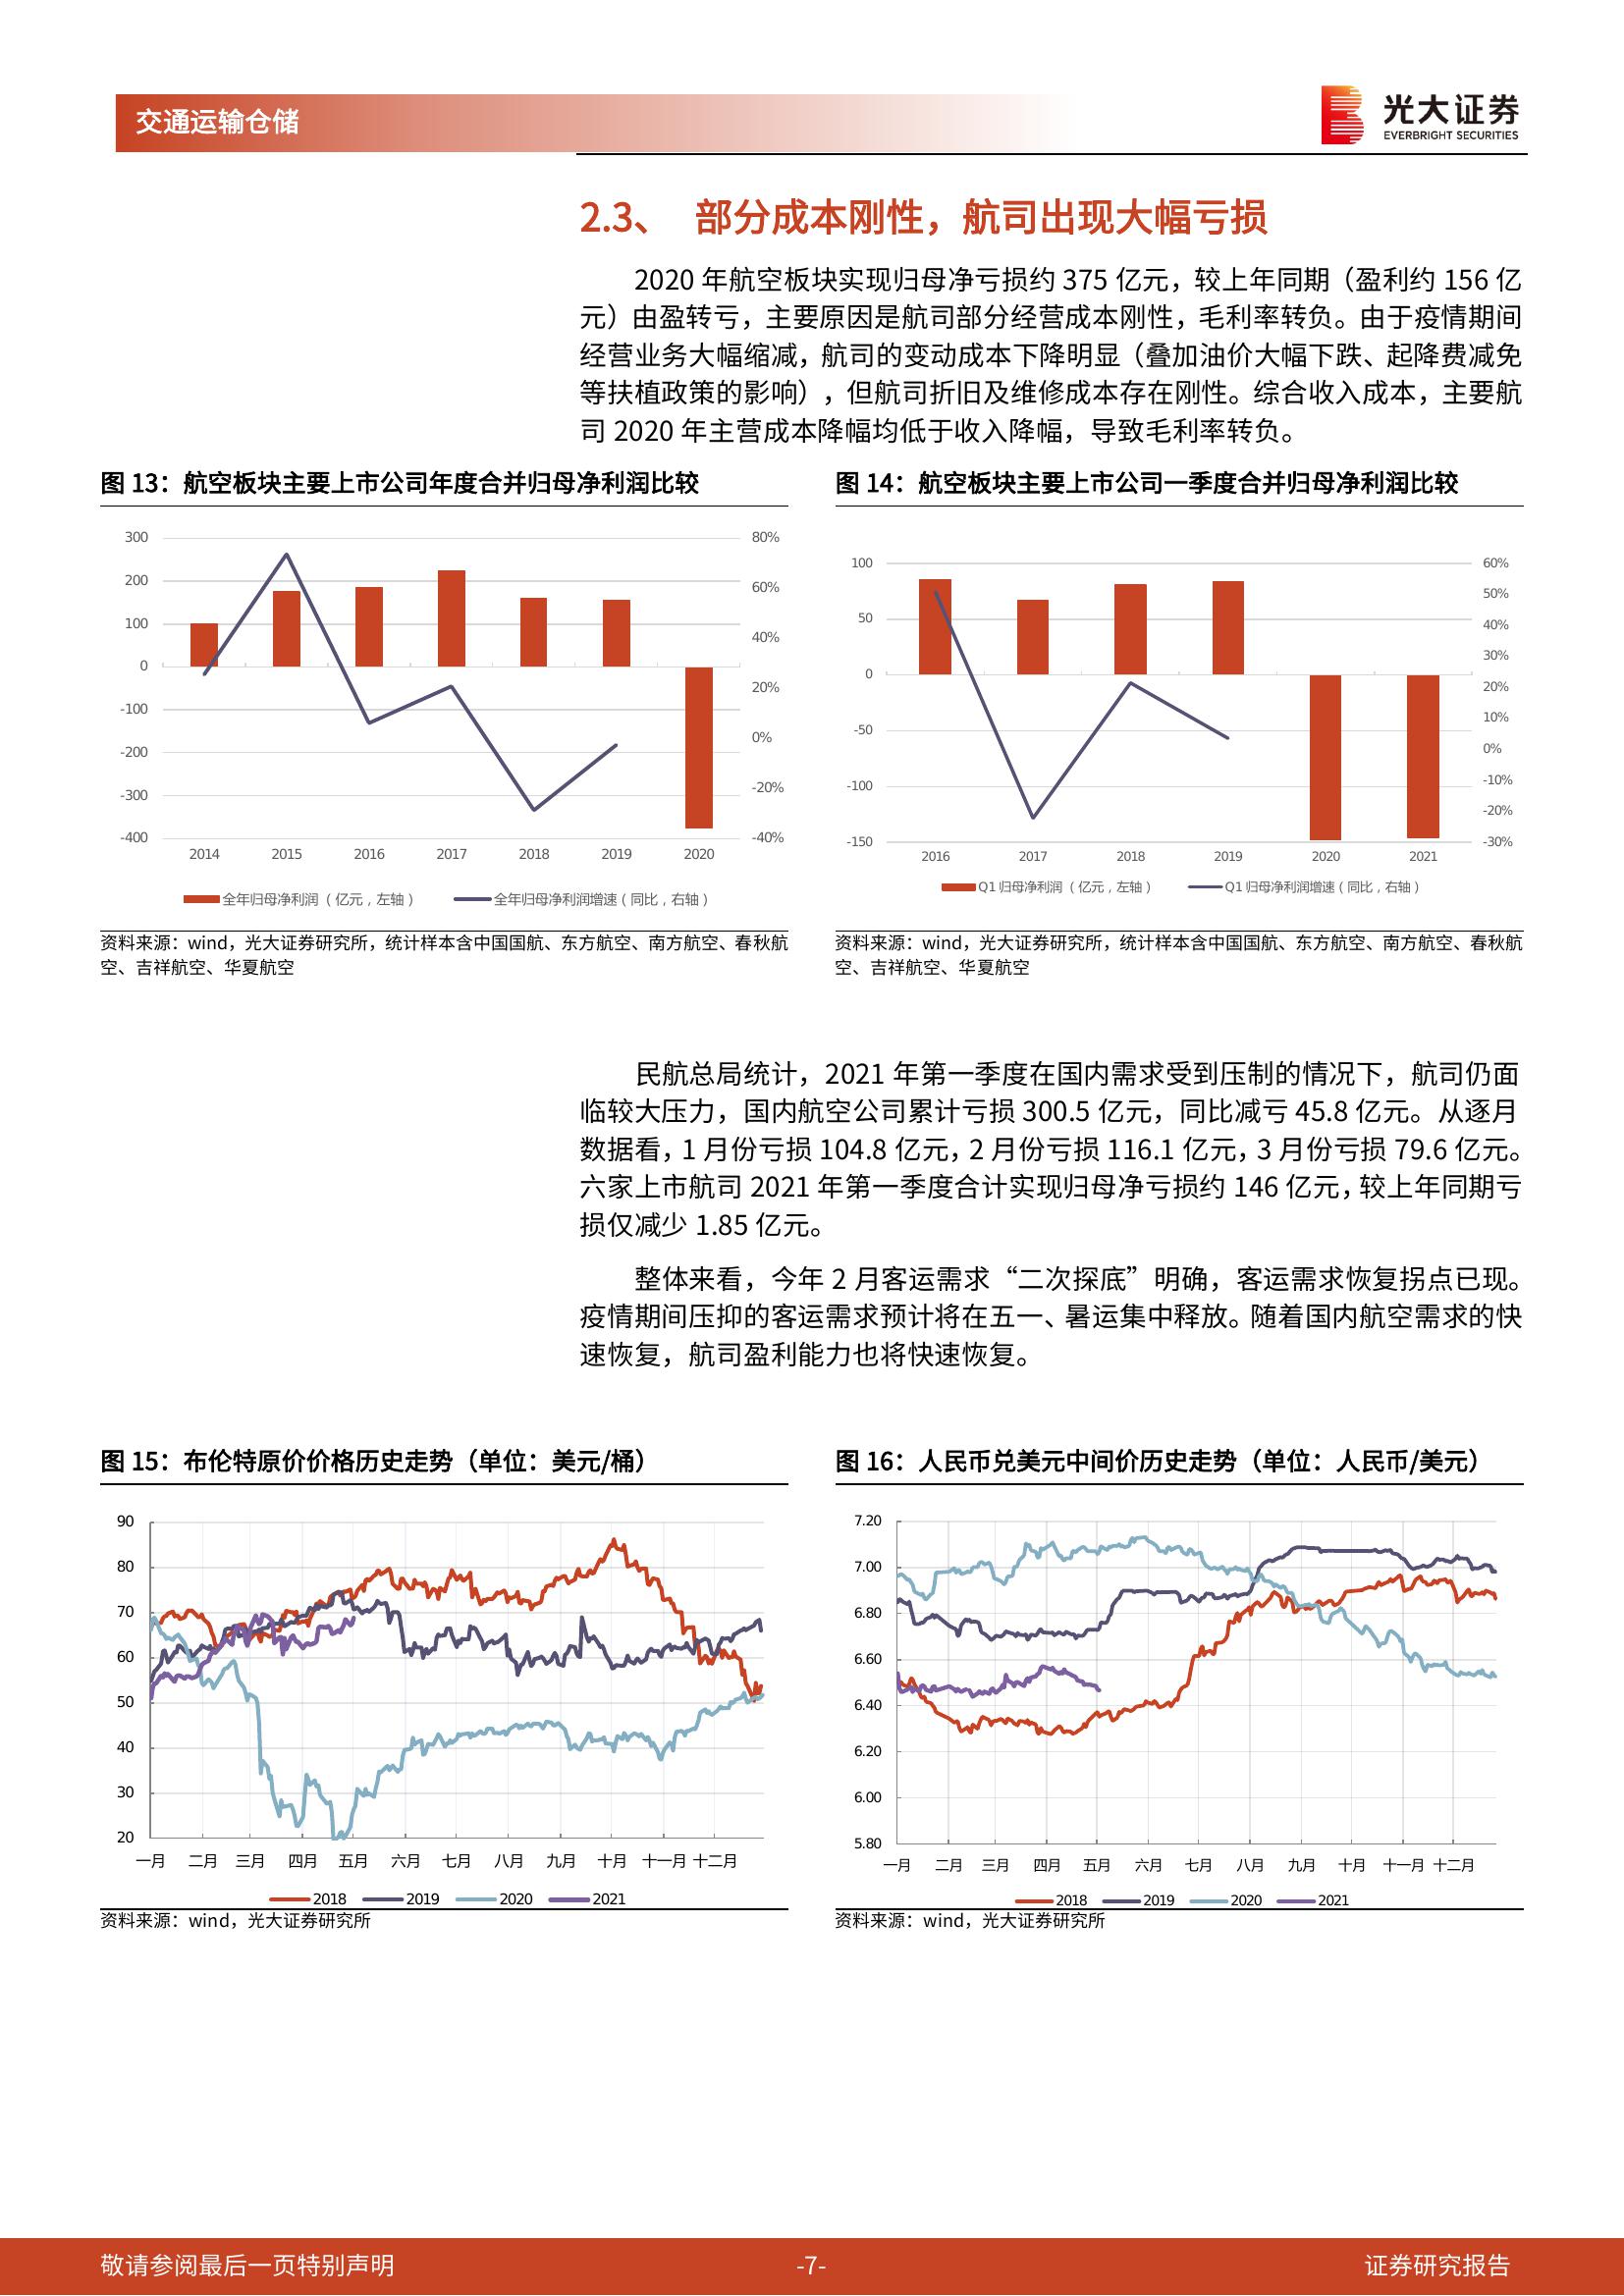 交通运输仓储
光大证券
EVERBRIGHT SECURITIES
2.3、 部分成本刚性，航司出现大幅亏损
2020 年航空板块实现归母净亏损约 375 亿元，较上年同期（盈利约 156 亿
元）由盈转亏，主要原因是航司部分经营成本刚性，毛利率转负。由于疫情期间
经营业务大幅缩减，航司的变动成本下降明显（叠加油价大幅下跌、起降费减免
等扶植政策的影响），但航司折旧及维修成本存在刚性。综合收入成本，主要航
司 2020 年主营成本降幅均低于收入降幅，导致毛利率转负。
图 13：航空板块主要上市公司年度合并归母净利润比较
300
200
100
0
-100
-200
-300
-400
80%
60%
40%
20%
0%
-20%
-40%
2014 2015 2016 2017 2018 2019 2020
全年归母净利润（亿元，左轴） 全年归母净利润增速（同比，右轴）
资料来源：wind，光大证券研究所，统计样本含中国国航、东方航空、南方航空、春秋航
空、吉祥航空、华夏航空
图 14：航空板块主要上市公司一季度合并归母净利润比较
100
50
0
-50
-100
-150
60%
50%
40%
30%
20%
10%
0%
-10%
-20%
-30%
2016 2017 2018 2019 2020 2021
Q1 归母净利润（亿元，左轴） Q1 归母净利润增速（同比，右轴）
资料来源：wind，光大证券研究所，统计样本含中国国航、东方航空、南方航空、春秋航
空、吉祥航空、华夏航空
民航总局统计，2021 年第一季度在国内需求受到压制的情况下，航司仍面
临较大压力，国内航空公司累计亏损 300.5 亿元，同比减亏 45.8 亿元。从逐月
数据看，1 月份亏损 104.8 亿元，2 月份亏损 116.1 亿元，3 月份亏损 79.6 亿元。
六家上市航司 2021 年第一季度合计实现归母净亏损约 146 亿元，较上年同期亏
损仅减少 1.85 亿元。
整体来看，今年 2 月客运需求“二次探底”明确，客运需求恢复拐点已现。
疫情期间压抑的客运需求预计将在五一、暑运集中释放。随着国内航空需求的快
速恢复，航司盈利能力也将快速恢复。
图 15：布伦特原价价格历史走势（单位：美元/桶）
90
80
70
60
50
40
30
20
一月 二月 三月 四月 五月 六月 七月 八月 九月 十月 十一月 十二月
2018 2019 2020 2021
资料来源：wind，光大证券研究所
图 16：人民币兑美元中间价历史走势（单位：人民币/美元）
7.20
7.00
6.80
6.60
6.40
6.20
6.00
5.80
一月 二月 三月 四月 五月 六月 七月 八月 九月 十月 十一月 十二月
2018 2019 2020 2021
资料来源：wind，光大证券研究所
敬请参阅最后一页特别声明 -7- 证券研究报告